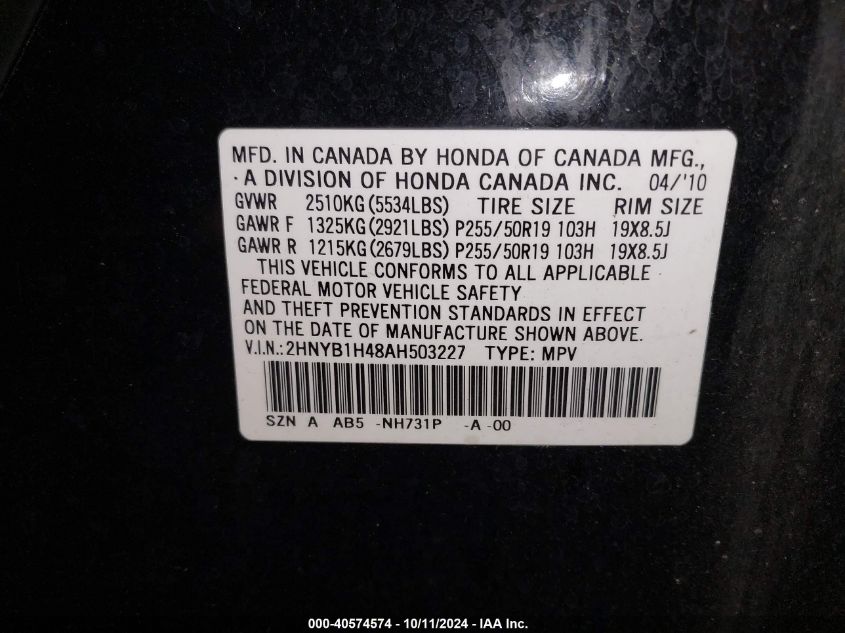 MFD. IN CANADA BY HONDA OF CANADA MFG.,
A DIVISION OF HONDA CANADA INC. 04/'10
GVWR 2510KG (5534LBS) TIRE SIZE RIM SIZE
GAWR F 1325KG (2921LBS) P255/50R19 103H 19X8.5J
GAWR R 1215KG (2679LBS) P255/50R19 103H 19X8.5J
THIS VEHICLE CONFORMS TO ALL APPLICABLE
FEDERAL MOTOR VEHICLE SAFETY
AND THEFT PREVENTION STANDARDS IN EFFECT
ON THE DATE OF MANUFACTURE SHOWN ABOVE.
V.I.N.:2HNYB1H48AH503227 TYPE: MPV
SZN A AB5 -NH731P -A -00
000-40574574 - 10/11/2024 - IAA Inc.